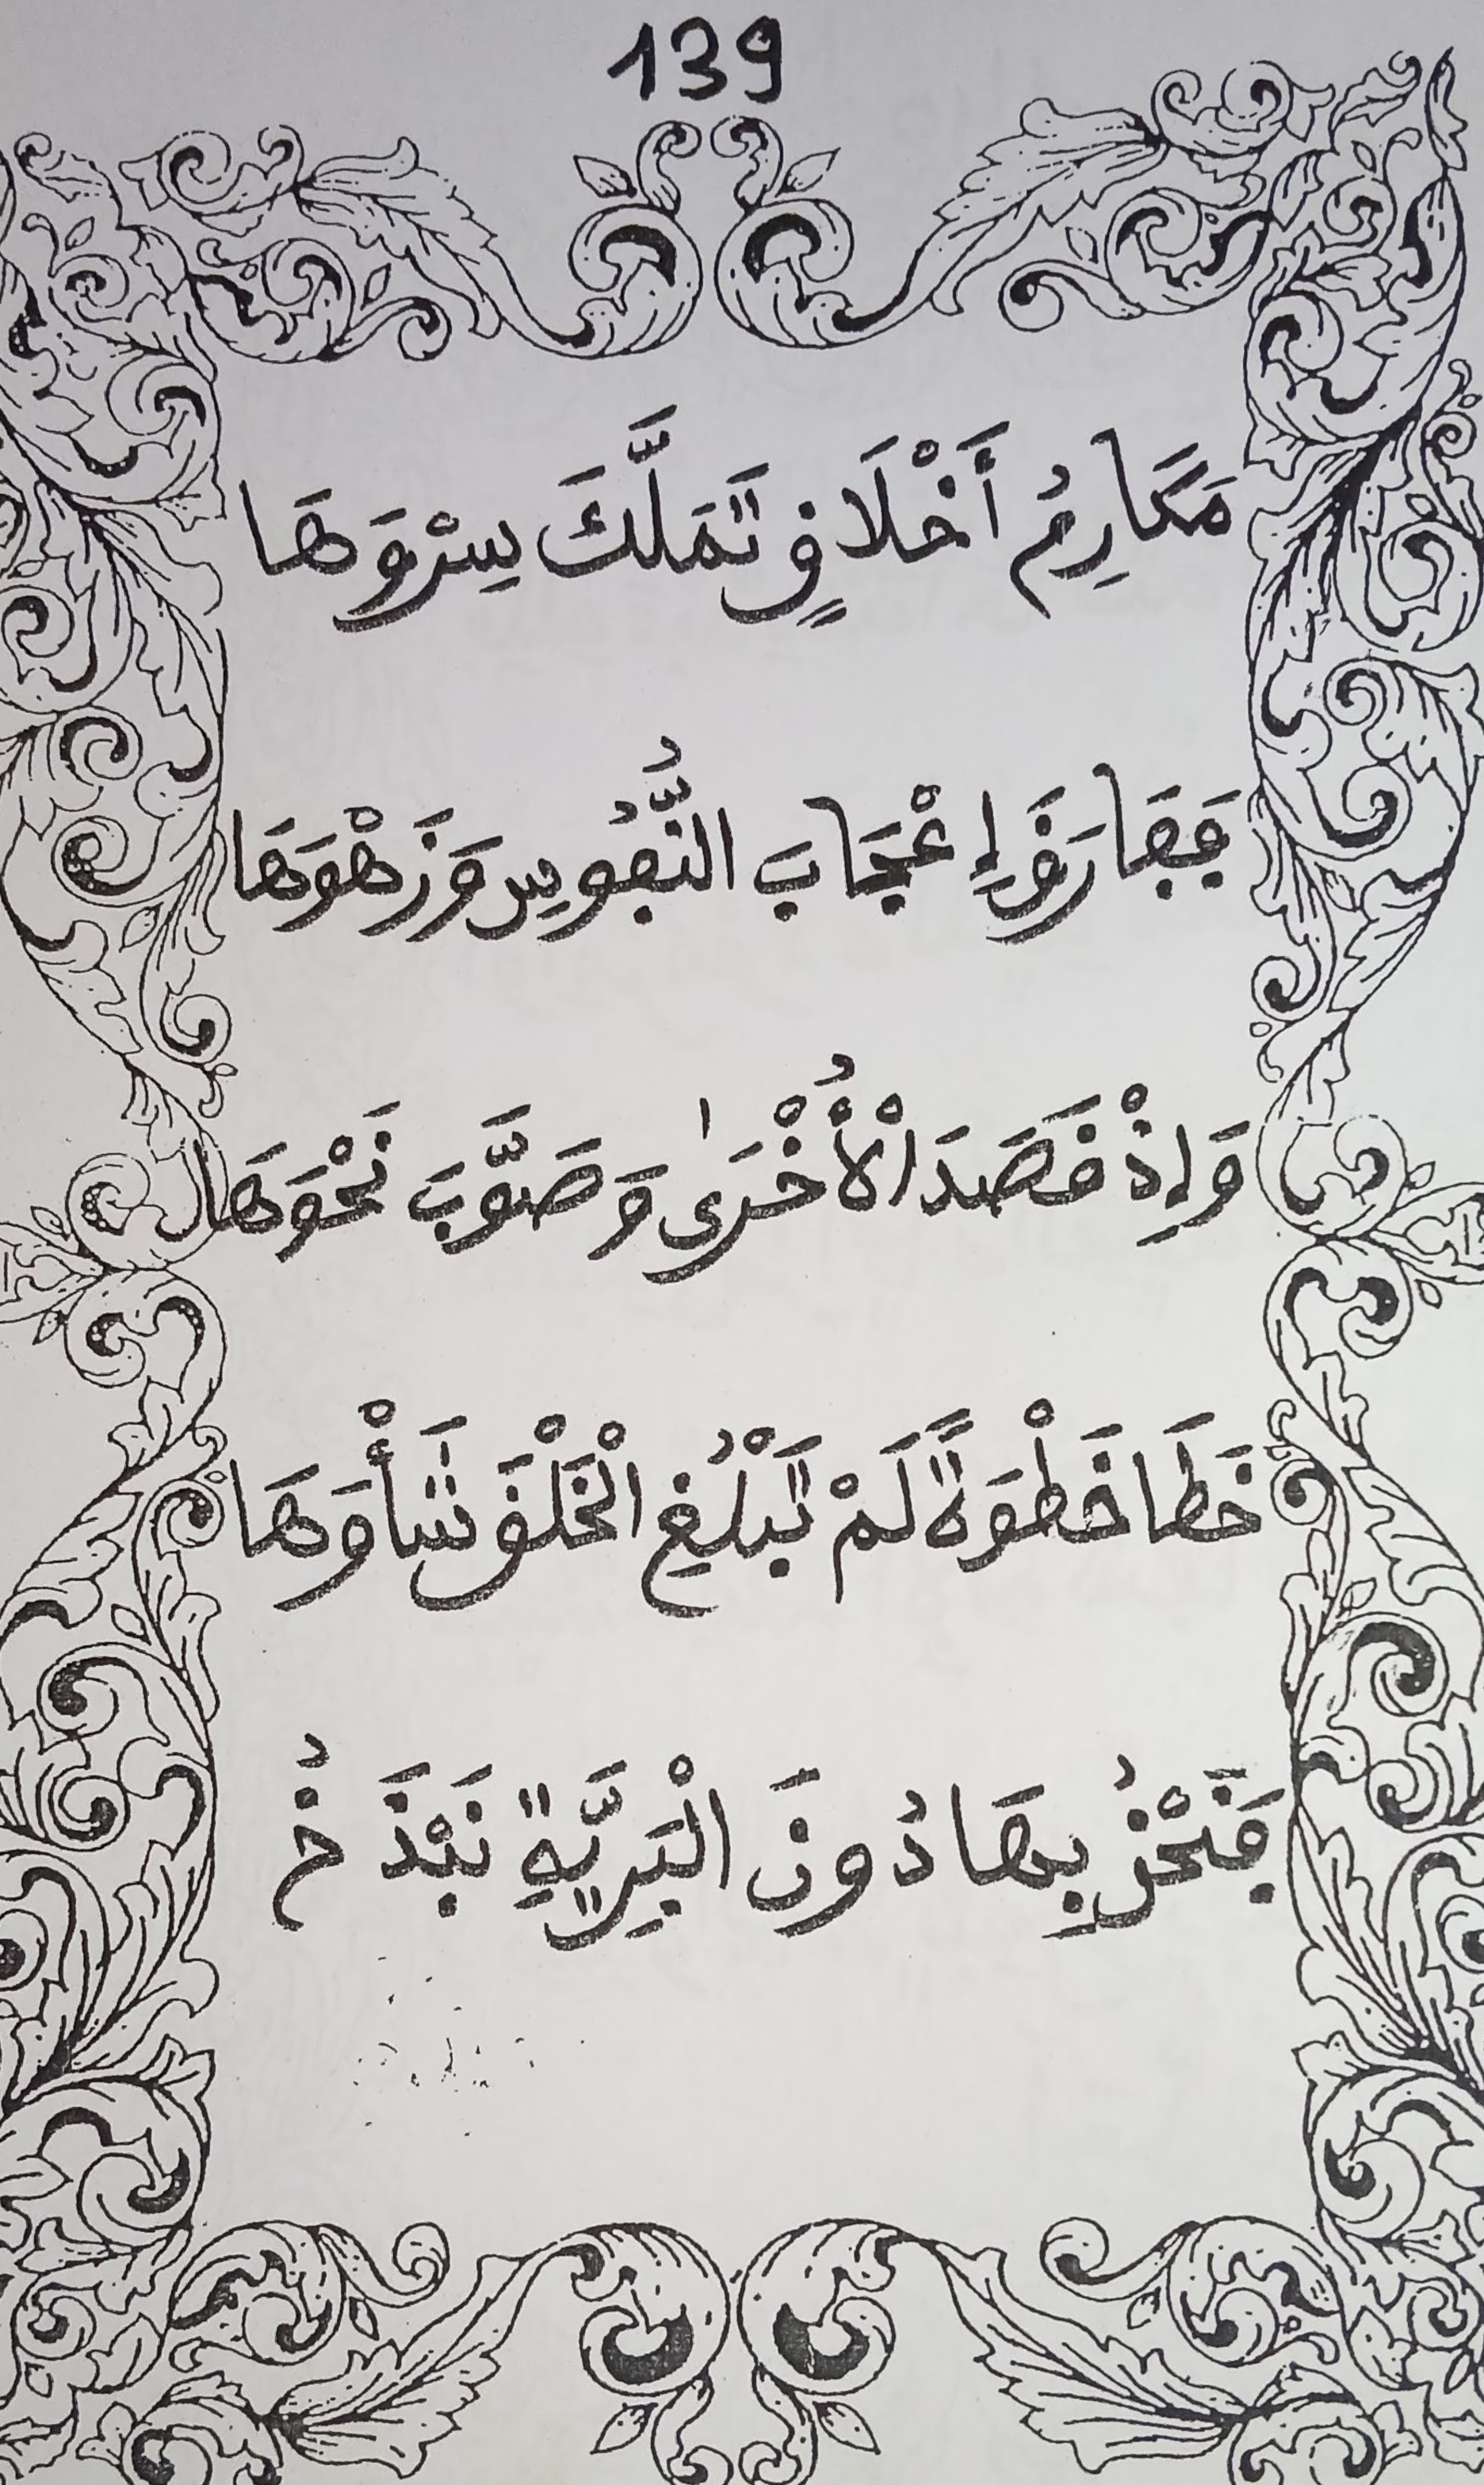 139
مَكَارِمُ أَخْلَاقٍ تَمَلَّكَ سِرْوَهَا
فَفَارَقَ إِعْجَابَ النُّفُوسِ وَزَهْوَهَا
وَإِذْ قَصَدَ الْأُخْرَىٰ وَصَوَّبَ نَحْوَهَا
خَطَا خَطْوَةً لَمْ يَبْلُغِ الْخَلْقَ شَأْوَهَا
فَنَحْنُ بِهَا دُونَ الْبَرِيَّةِ نَبْذَخُ